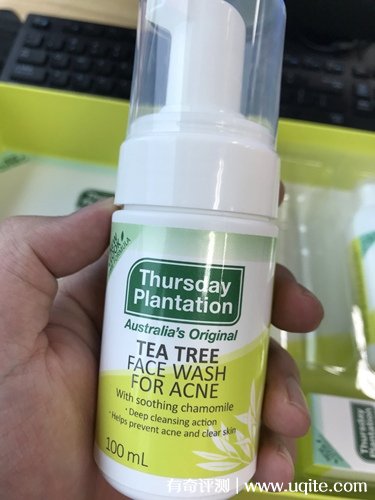 Thursday
Plantation
Australia's Original
TEA TREE
FACE WASH
FOR ACNE
With soothing chamomile
• Deep cleansing action
• Helps prevent acne and clear skin
100 mL
有奇评测 | www.uqite.com